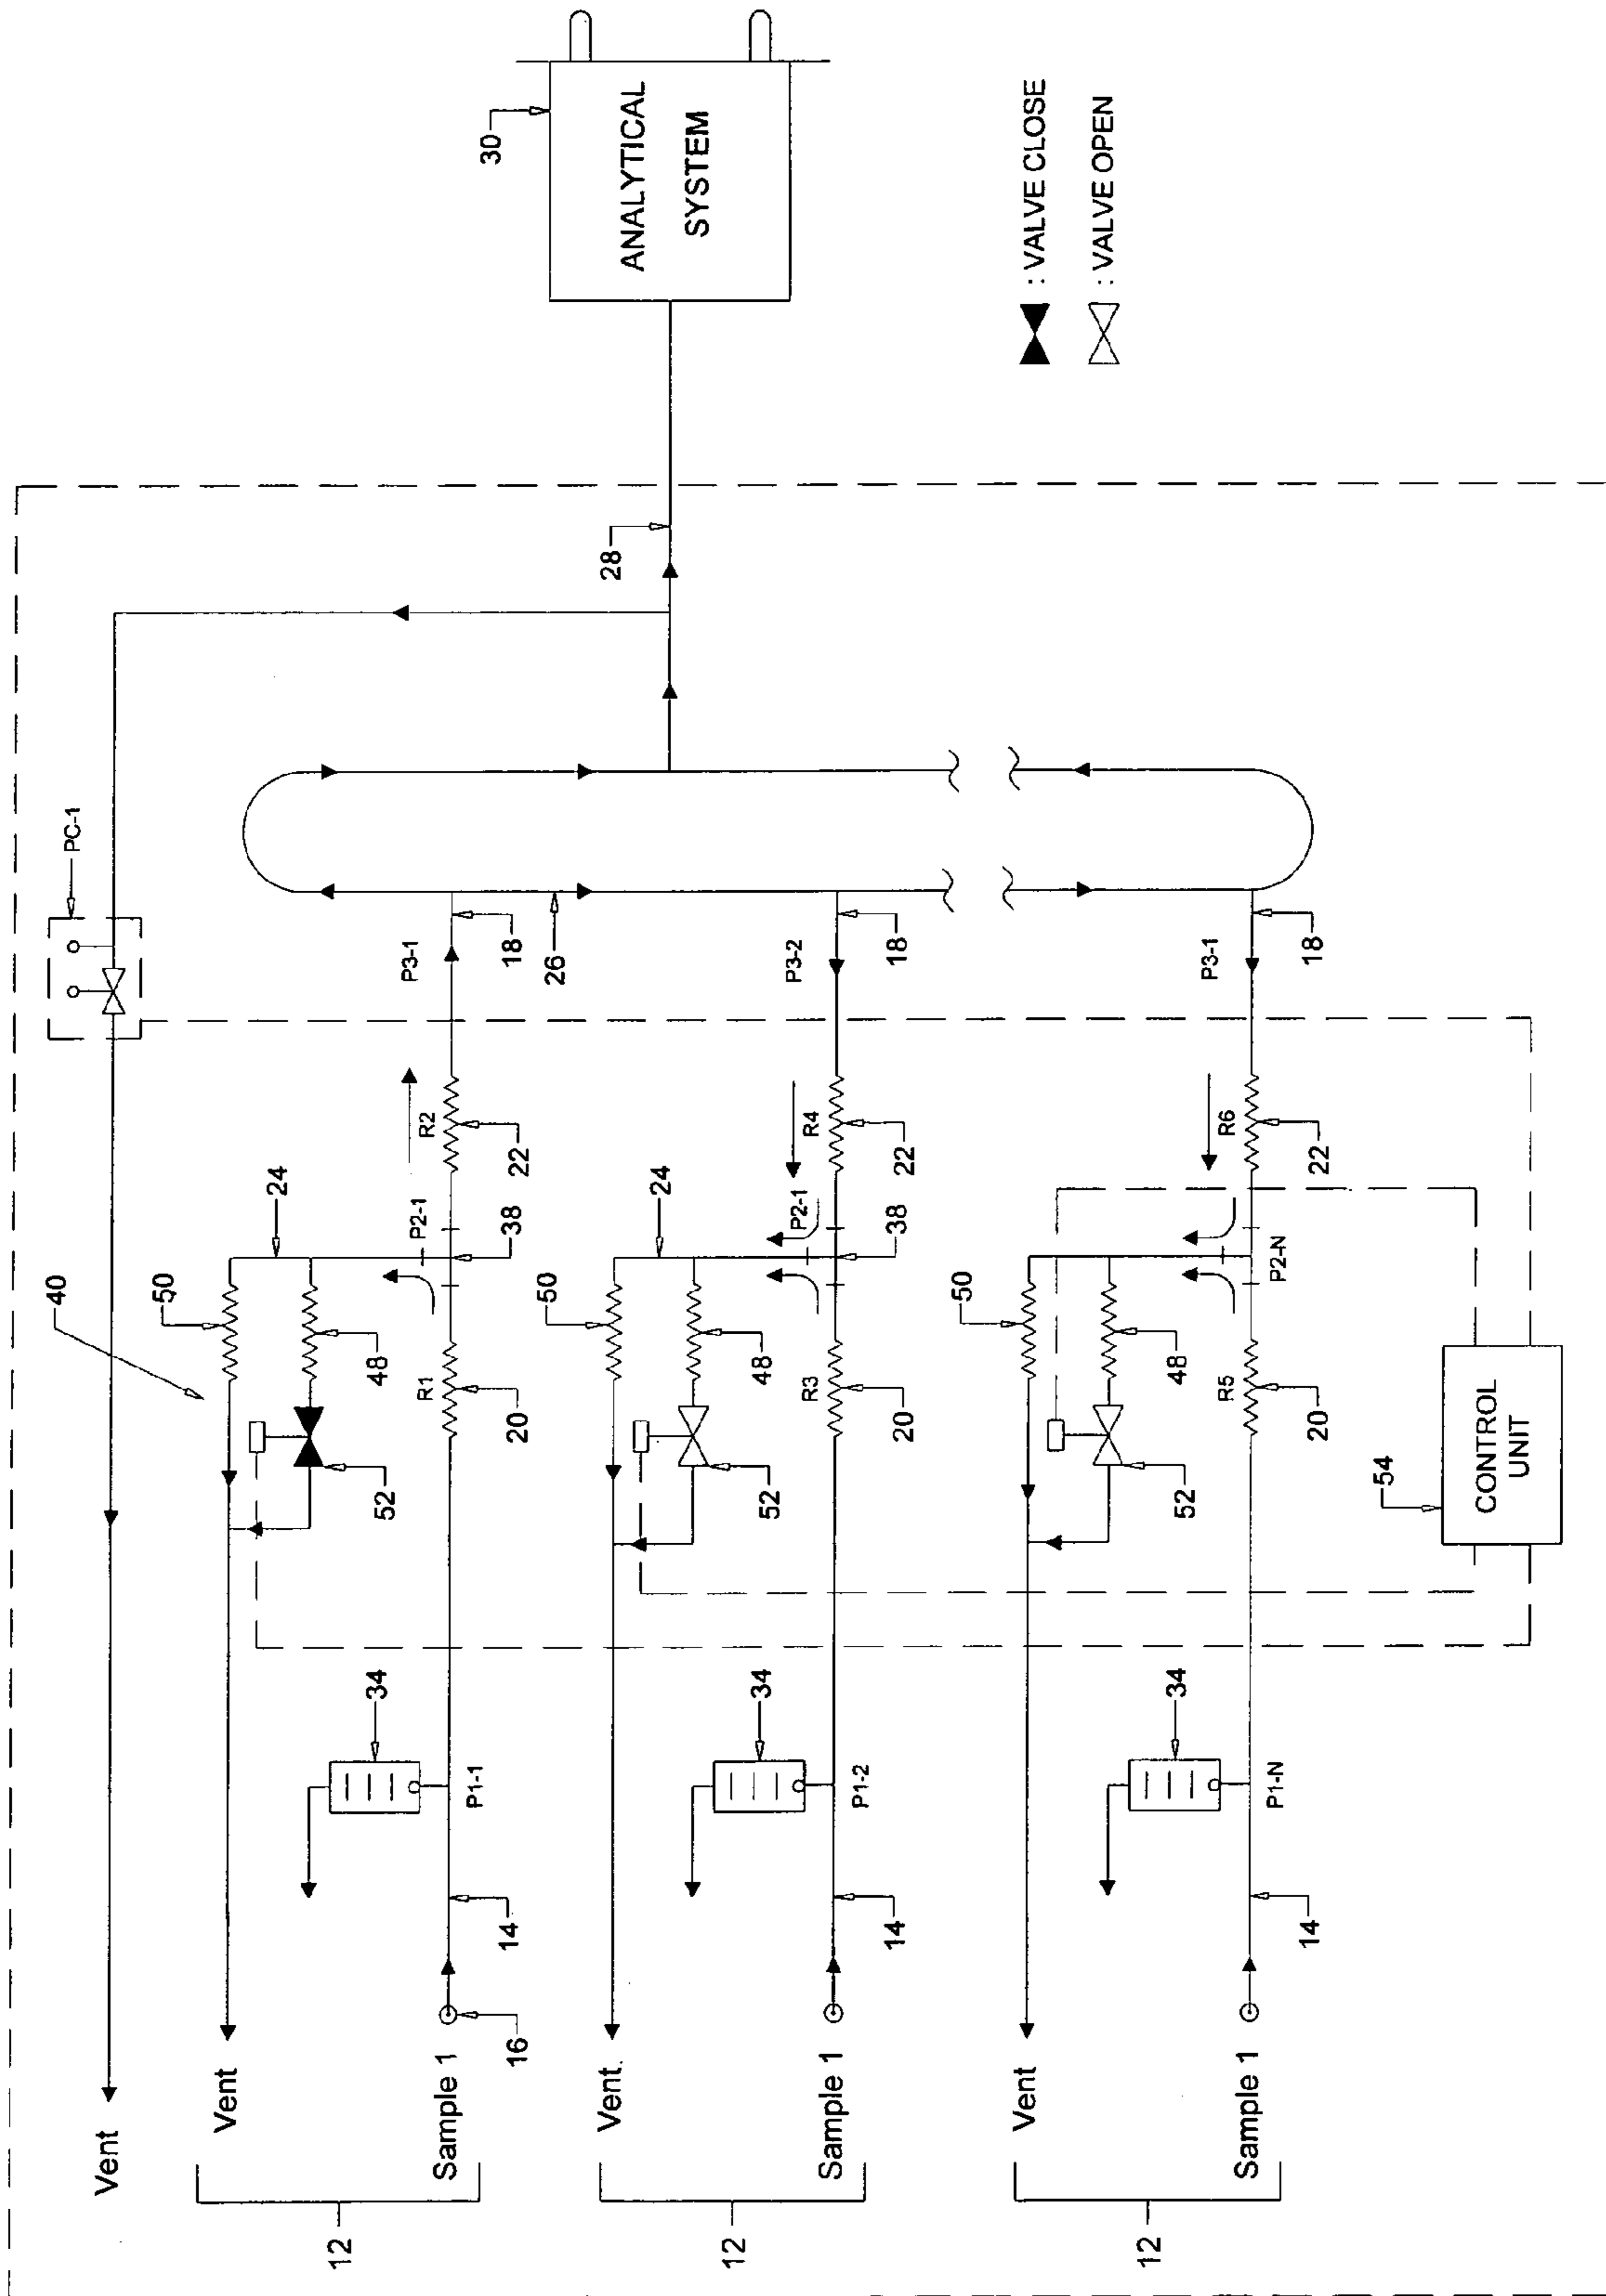 Vent
PC-1
28
30
ANALYTICAL
SYSTEM
: VALVE CLOSE
: VALVE OPEN
40
50
24
48
52
P2-1
38
R1
20
R2
22
P3-1
18
26
34
P1-1
14
16
Vent
Sample 1
12
50
24
48
52
P2-1
38
R3
20
R4
22
P3-2
18
34
P1-2
14
Vent.
Sample 1
12
50
48
52
P2-N
R5
20
R6
22
P3-1
18
34
P1-N
14
Vent
Sample 1
12
54
CONTROL
UNIT